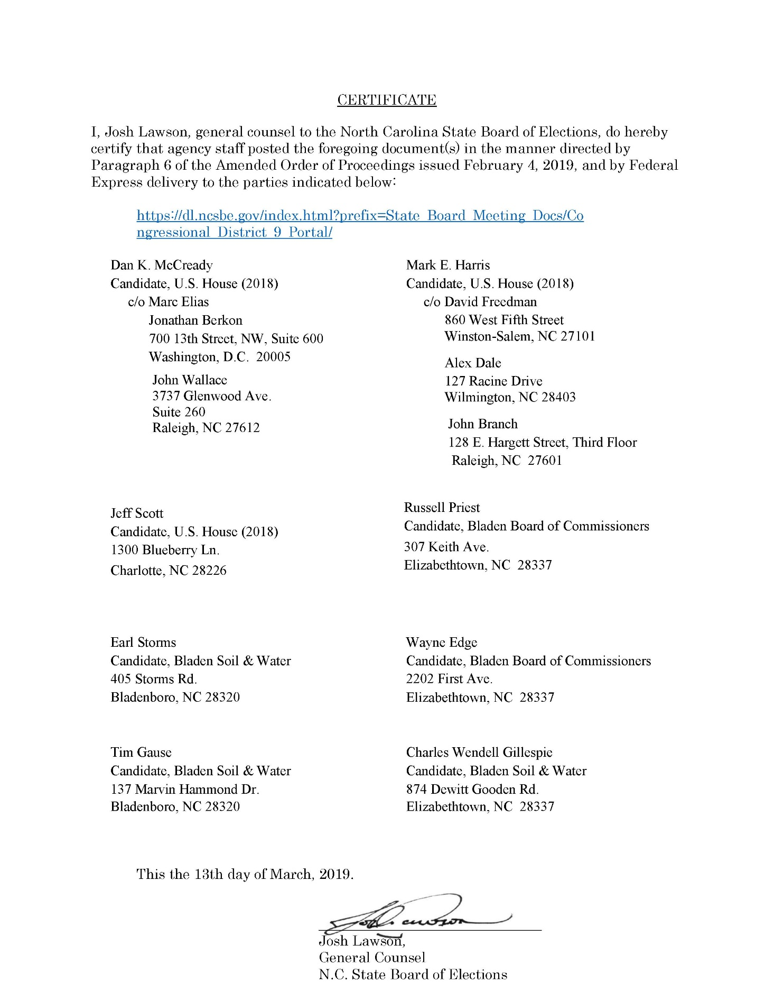 CERTIFICATE
I, Josh Lawson, general counsel to the North Carolina State Board of Elections, do hereby
certify that agency staff posted the foregoing document(s) in the manner directed by
Paragraph 6 of the Amended Order of Proceedings issued February 4, 2019, and by Federal
Express delivery to the parties indicated below:
https://dl.ncsbe.gov/index.html?prefix=State_Board_Meeting_Docs/Co
ngressional_District_9_Portal/
Dan K. McCready
Candidate, U.S. House (2018)
c/o Marc Elias
Jonathan Berkon
700 13th Street, NW, Suite 600
Washington, D.C. 20005
John Wallace
3737 Glenwood Ave.
Suite 260
Raleigh, NC 27612
Mark E. Harris
Candidate, U.S. House (2018)
c/o David Freedman
860 West Fifth Street
Winston-Salem, NC 27101
Alex Dale
127 Racine Drive
Wilmington, NC 28403
John Branch
128 E. Hargett Street, Third Floor
Raleigh, NC 27601
Jeff Scott
Candidate, U.S. House (2018)
1300 Blueberry Ln.
Charlotte, NC 28226
Russell Priest
Candidate, Bladen Board of Commissioners
307 Keith Ave.
Elizabethtown, NC 28337
Earl Storms
Candidate, Bladen Soil & Water
405 Storms Rd.
Bladenboro, NC 28320
Wayne Edge
Candidate, Bladen Board of Commissioners
2202 First Ave.
Elizabethtown, NC 28337
Tim Gause
Candidate, Bladen Soil & Water
137 Marvin Hammond Dr.
Bladenboro, NC 28320
Charles Wendell Gillespie
Candidate, Bladen Soil & Water
874 Dewitt Gooden Rd.
Elizabethtown, NC 28337
This the 13th day of March, 2019.
Josh Lawson
Josh Lawson,
General Counsel
N.C. State Board of Elections